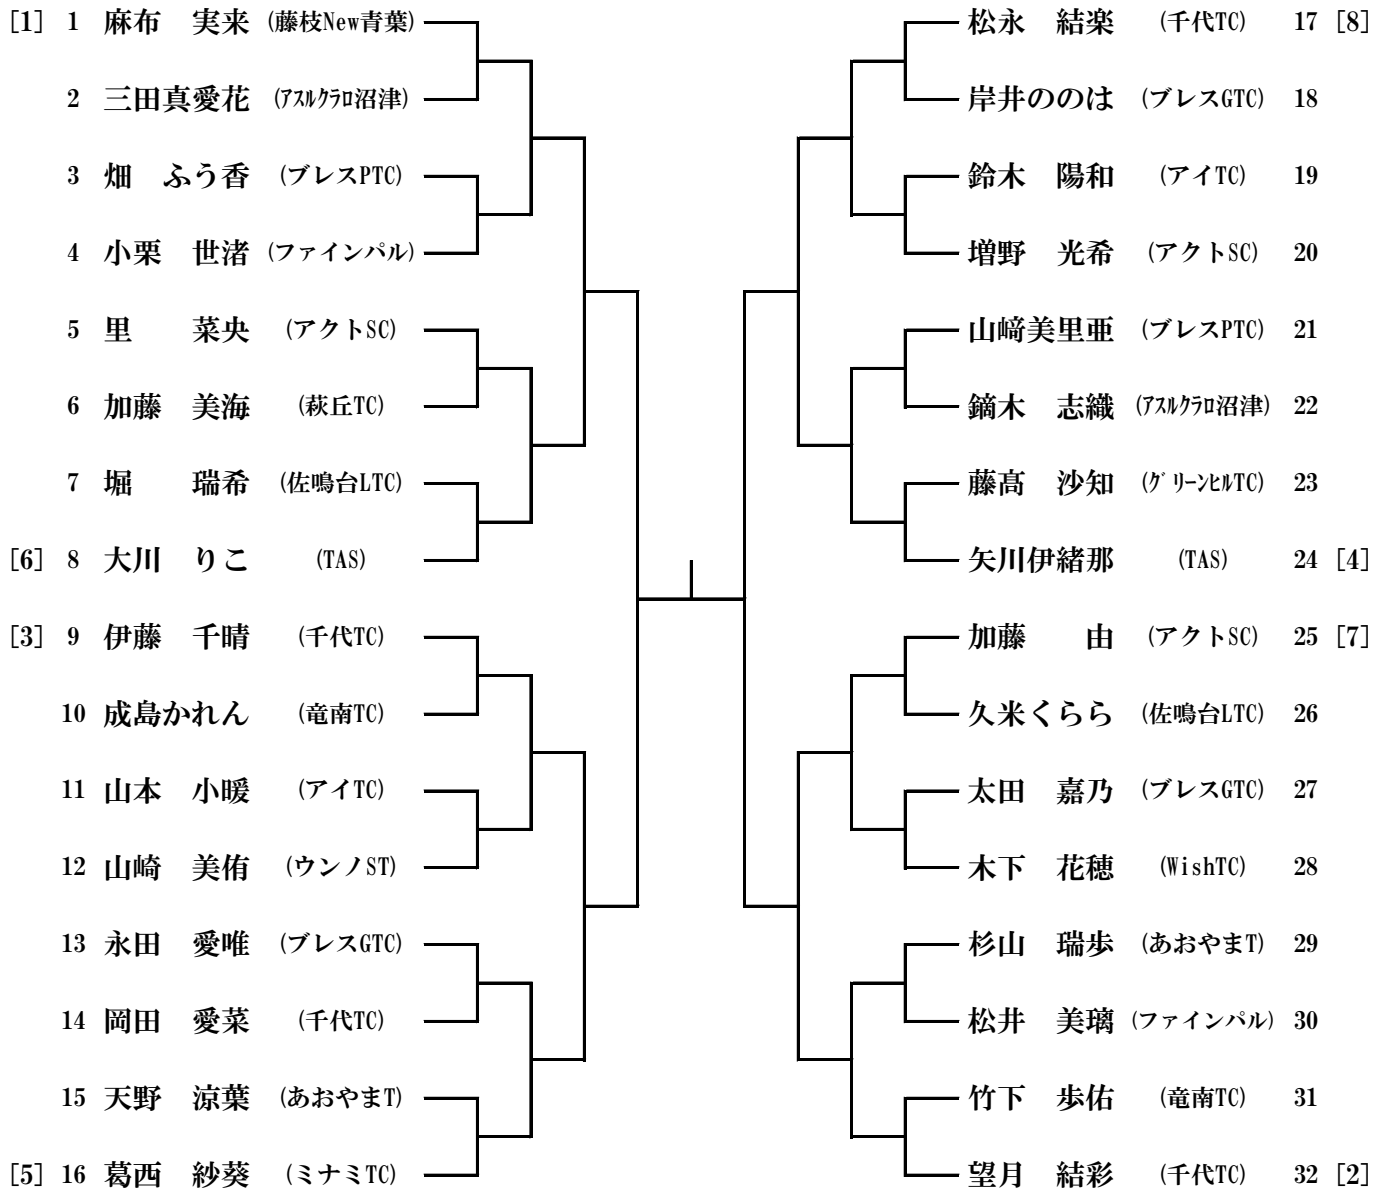 [1] 1 麻布 実来 (藤枝New青葉)
2 三田真愛花 (ｱｽﾙｸﾗﾛ沼津)
3 畑 ふう香 (ブレスPTC)
4 小栗 世渚 (ファインパル)
5 里 菜央 (アクトSC)
6 加藤 美海 (萩丘TC)
7 堀 瑞希 (佐鳴台LTC)
[6] 8 大川 りこ (TAS)
[3] 9 伊藤 千晴 (千代TC)
10 成島かれん (竜南TC)
11 山本 小暖 (アイTC)
12 山崎 美侑 (ウンノST)
13 永田 愛唯 (ブレスGTC)
14 岡田 愛菜 (千代TC)
15 天野 涼葉 (あおやまT)
[5] 16 葛西 紗葵 (ミナミTC)
松永 結楽 (千代TC) 17 [8]
岸井ののは (ブレスGTC) 18
鈴木 陽和 (アイTC) 19
増野 光希 (アクトSC) 20
山﨑美里亜 (ブレスPTC) 21
鏑木 志織 (ｱｽﾙｸﾗﾛ沼津) 22
藤髙 沙知 (ｸﾞﾘｰﾝﾋﾙTC) 23
矢川伊緒那 (TAS) 24 [4]
加藤 由 (アクトSC) 25 [7]
久米くらら (佐鳴台LTC) 26
太田 嘉乃 (ブレスGTC) 27
木下 花穂 (WishTC) 28
杉山 瑞歩 (あおやまT) 29
松井 美璃 (ファインパル) 30
竹下 歩佑 (竜南TC) 31
望月 結彩 (千代TC) 32 [2]